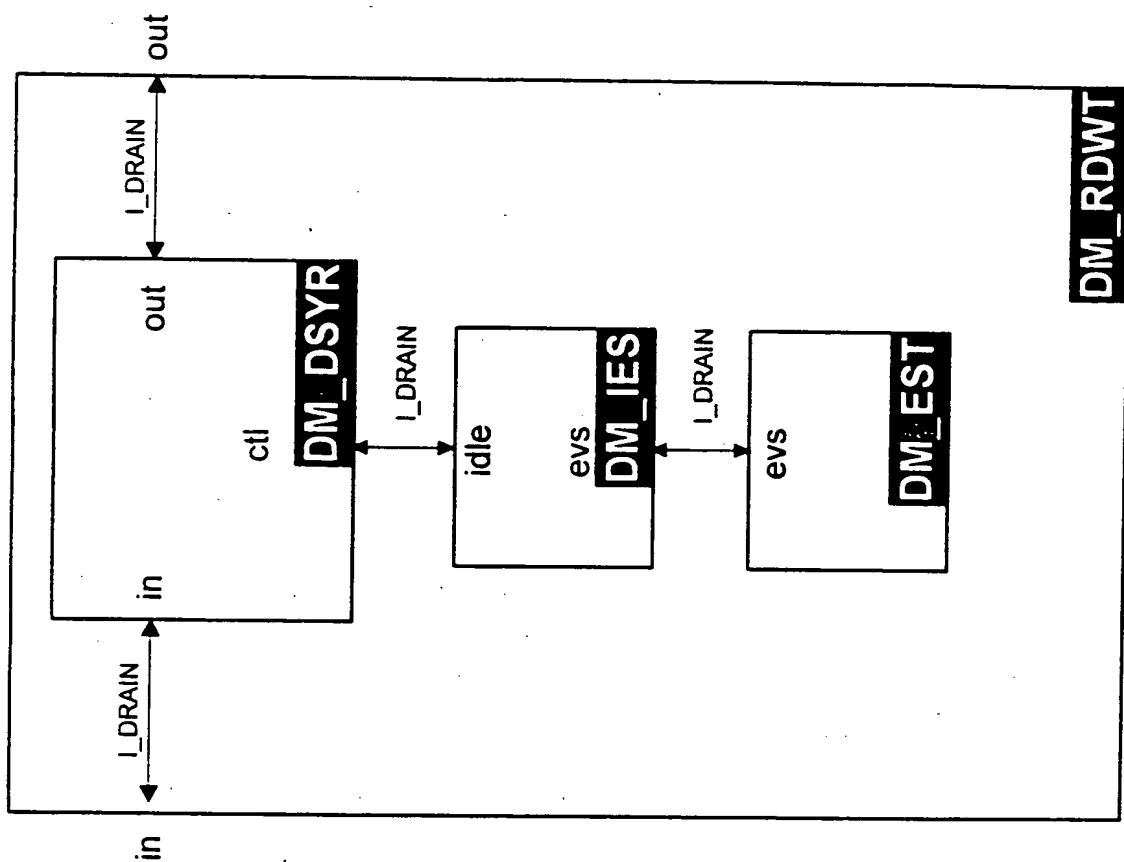 in
I_DRAIN
in
out
I_DRAIN
out
ctl
DM_DSYR
I_DRAIN
idle
evs
DM_IES
I_DRAIN
evs
DM_EST
DM_RDWT